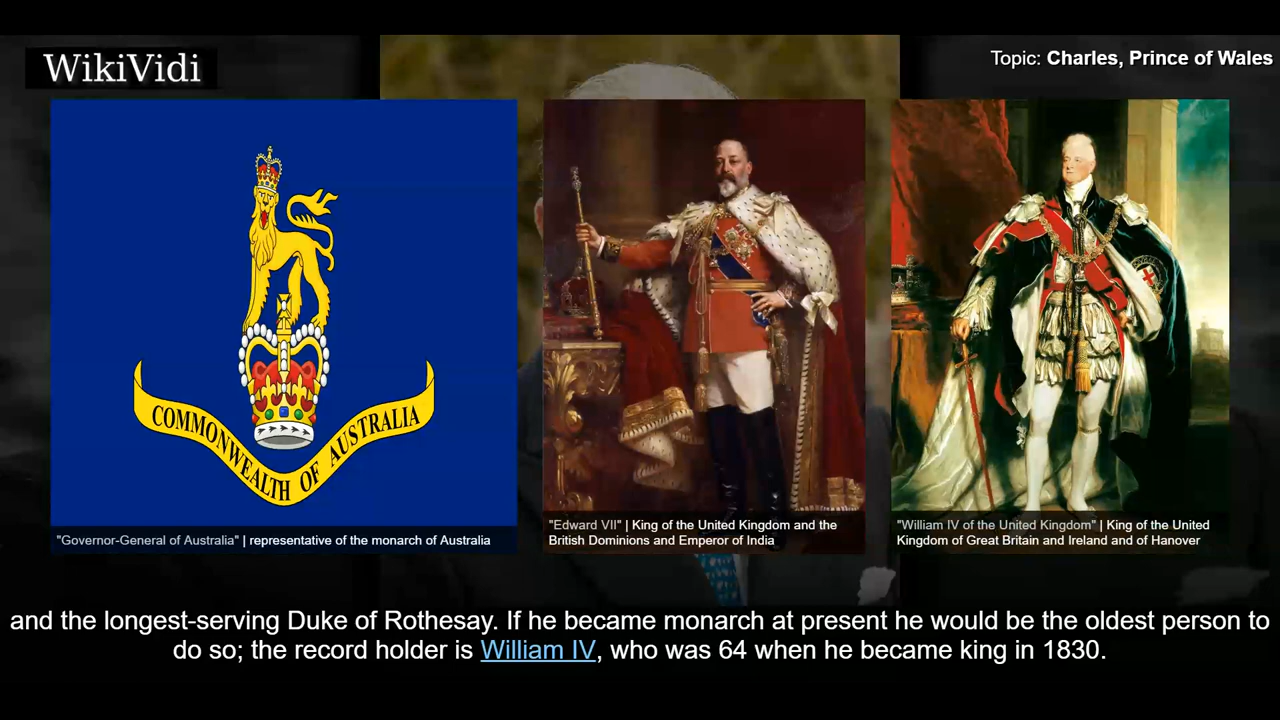 WikiVidi
Topic: Charles, Prince of Wales
COMMONWEALTH OF AUSTRALIA
"Governor-General of Australia" | representative of the monarch of Australia
"Edward VII" | King of the United Kingdom and the
British Dominions and Emperor of India
"William IV of the United Kingdom" | King of the United
Kingdom of Great Britain and Ireland and of Hanover
and the longest-serving Duke of Rothesay. If he became monarch at present he would be the oldest person to
do so; the record holder is William IV, who was 64 when he became king in 1830.